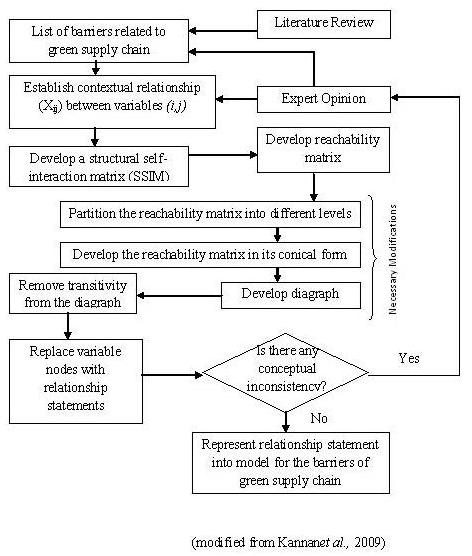 Literature Review
List of barriers related to
green supply chain
Establish contextual relationship
(Xij) between variables (i,j)
Expert Opinion
Develop a structural self-
interaction matrix (SSIM)
Develop reachability
matrix
Partition the reachability matrix into different levels
Develop the reachability matrix in its conical form
Develop diagraph
Necessary Modifications
Remove transitivity
from the diagraph
Replace variable
nodes with
relationship
statements
Is there any
conceptual
inconsistency?
Yes
No
Represent relationship statement
into model for the barriers of
green supply chain
(modified from Kannanet al., 2009)